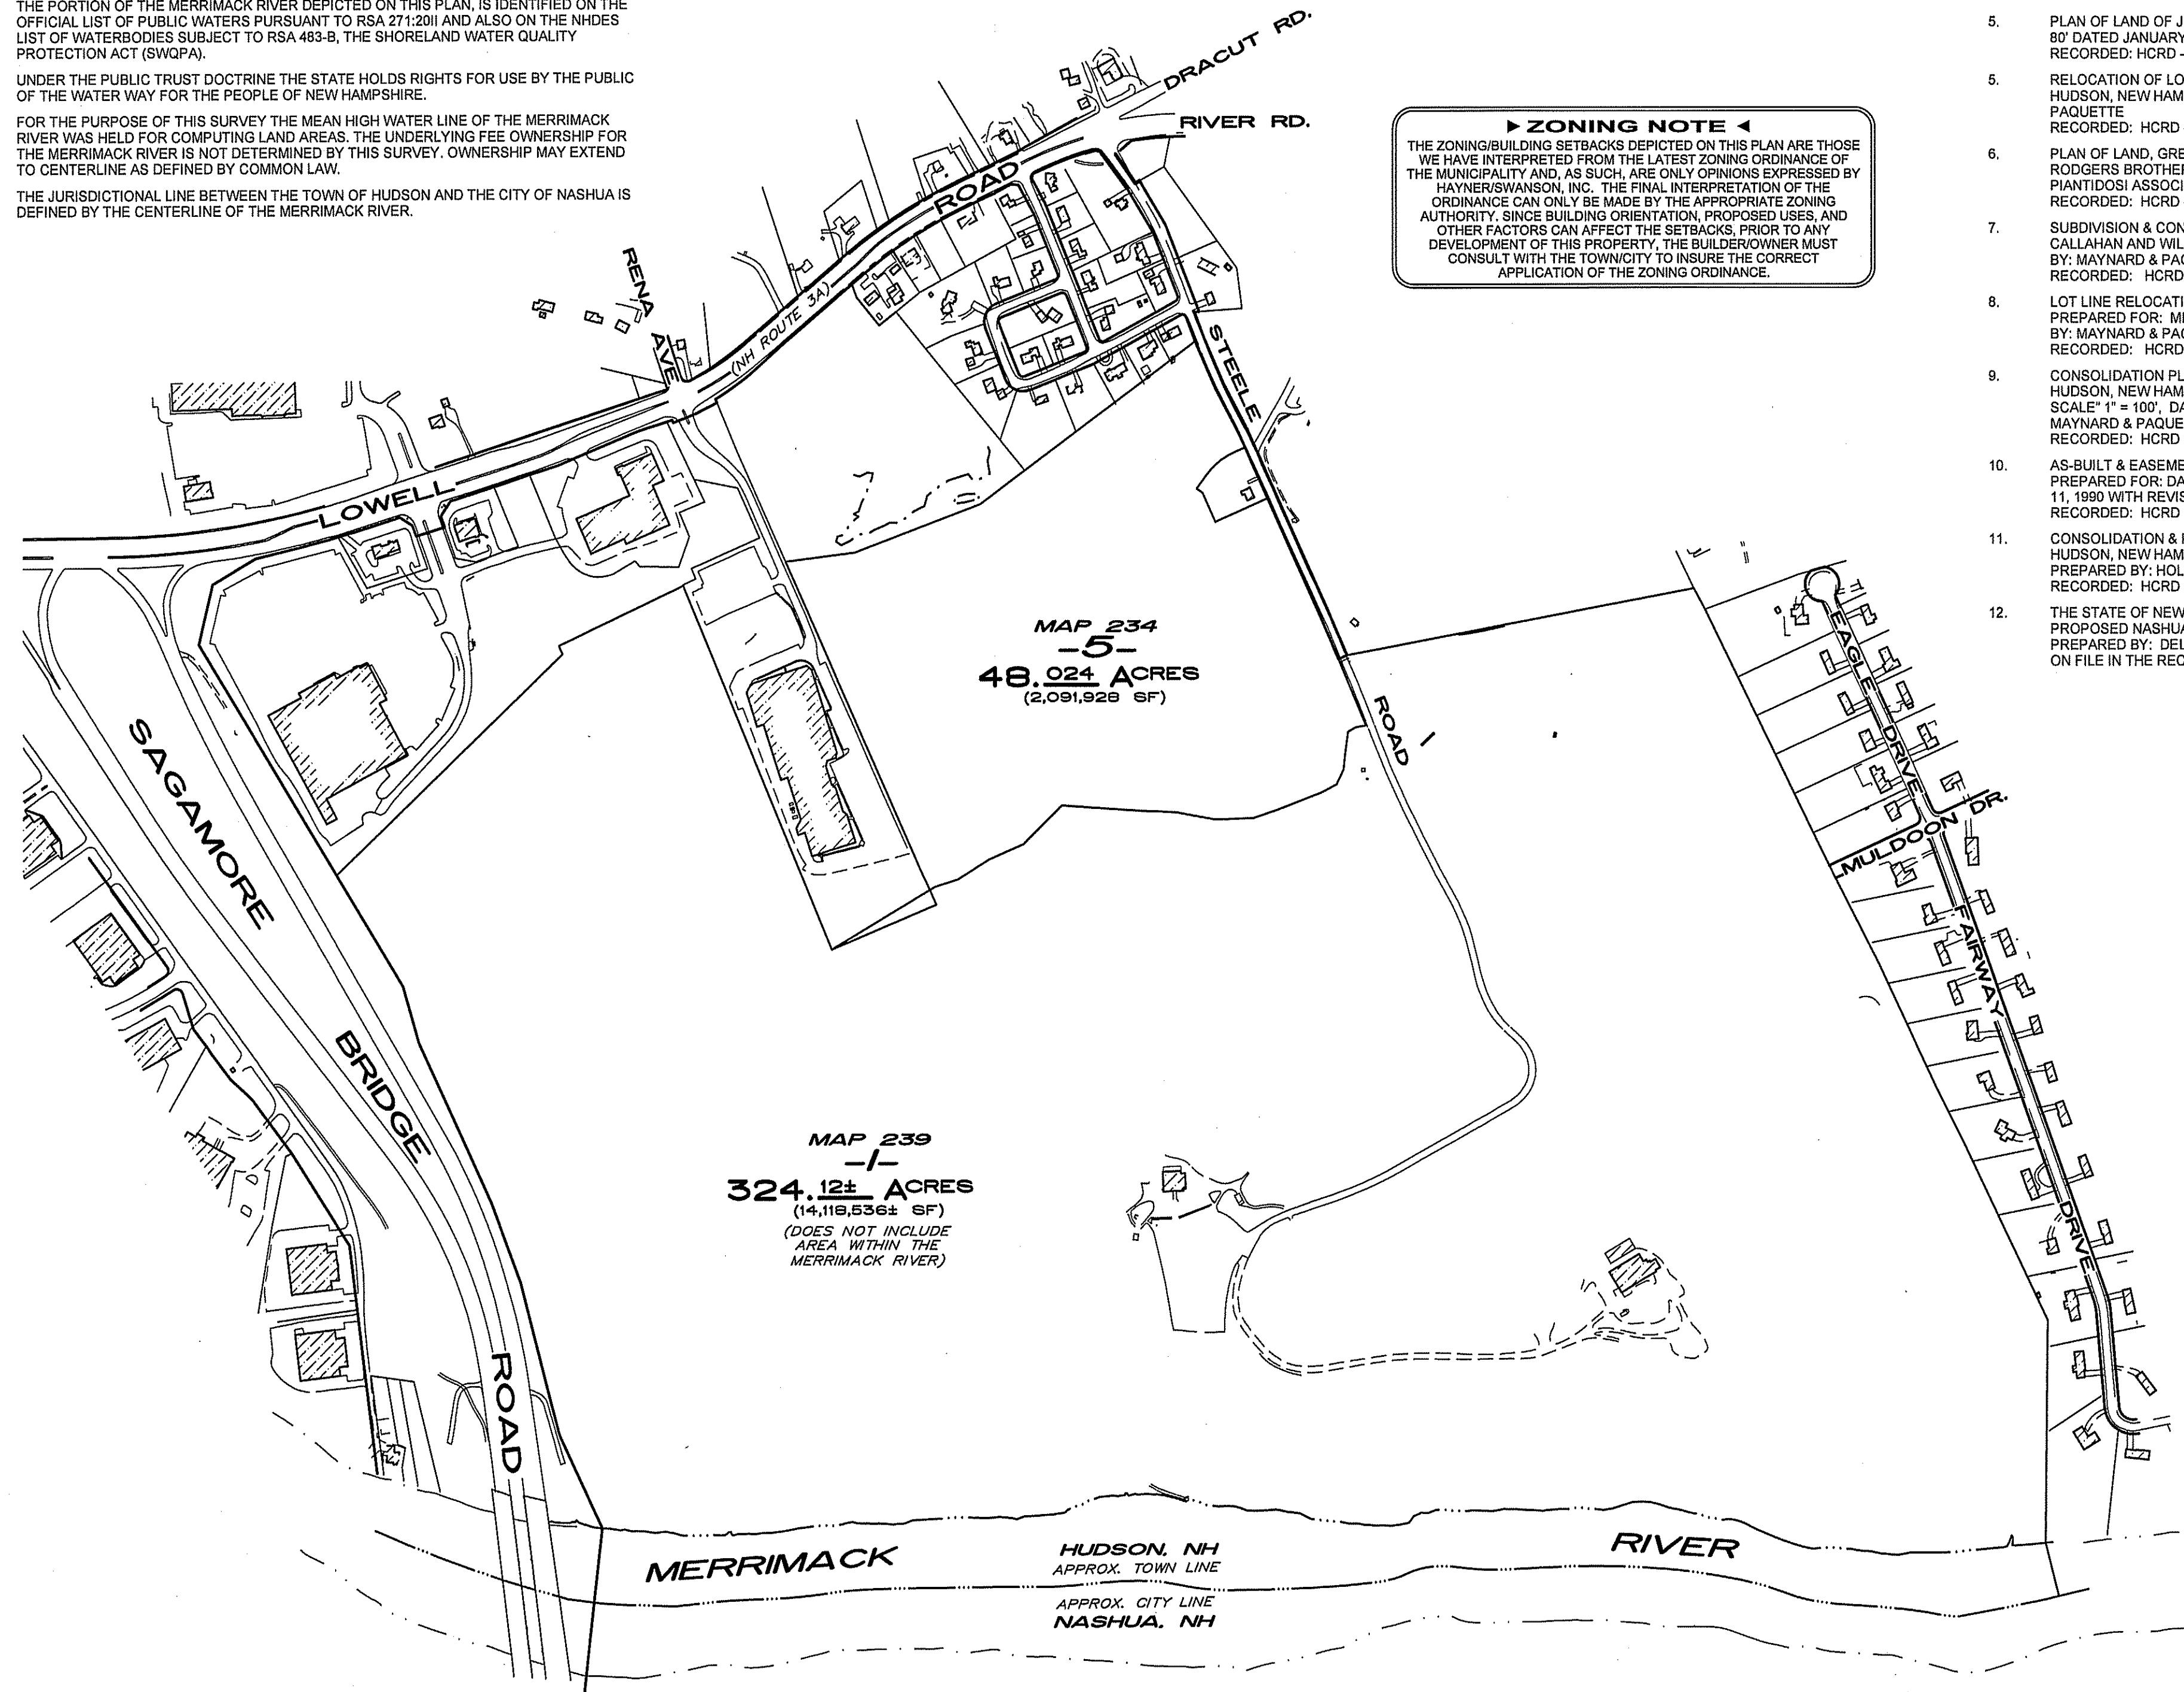 THE PORTION OF THE MERRIMACK RIVER DEPICTED ON THIS PLAN, IS IDENTIFIED ON THE
OFFICIAL LIST OF PUBLIC WATERS PURSUANT TO RSA 271:20II AND ALSO ON THE NHDES
LIST OF WATERBODIES SUBJECT TO RSA 483-B, THE SHORELAND WATER QUALITY
PROTECTION ACT (SWQPA).
UNDER THE PUBLIC TRUST DOCTRINE THE STATE HOLDS RIGHTS FOR USE BY THE PUBLIC
OF THE WATER WAY FOR THE PEOPLE OF NEW HAMPSHIRE.
FOR THE PURPOSE OF THIS SURVEY THE MEAN HIGH WATER LINE OF THE MERRIMACK
RIVER WAS HELD FOR COMPUTING LAND AREAS. THE UNDERLYING FEE OWNERSHIP FOR
THE MERRIMACK RIVER IS NOT DETERMINED BY THIS SURVEY. OWNERSHIP MAY EXTEND
TO CENTERLINE AS DEFINED BY COMMON LAW.
THE JURISDICTIONAL LINE BETWEEN THE TOWN OF HUDSON AND THE CITY OF NASHUA IS
DEFINED BY THE CENTERLINE OF THE MERRIMACK RIVER.
DRACUT RD.
RIVER RD.
▶ ZONING NOTE ◀
THE ZONING/BUILDING SETBACKS DEPICTED ON THIS PLAN ARE THOSE
WE HAVE INTERPRETED FROM THE LATEST ZONING ORDINANCE OF
THE MUNICIPALITY AND, AS SUCH, ARE ONLY OPINIONS EXPRESSED BY
HAYNER/SWANSON, INC. THE FINAL INTERPRETATION OF THE
ORDINANCE CAN ONLY BE MADE BY THE APPROPRIATE ZONING
AUTHORITY. SINCE BUILDING ORIENTATION, PROPOSED USES, AND
OTHER FACTORS CAN AFFECT THE SETBACKS, PRIOR TO ANY
DEVELOPMENT OF THIS PROPERTY, THE BUILDER/OWNER MUST
CONSULT WITH THE TOWN/CITY TO INSURE THE CORRECT
APPLICATION OF THE ZONING ORDINANCE.
5. PLAN OF LAND OF J
80' DATED JANUARY
RECORDED: HCRD -
5. RELOCATION OF LO
HUDSON, NEW HAM
PAQUETTE
RECORDED: HCRD
6. PLAN OF LAND, GRE
RODGERS BROTHER
PIANTIDOSI ASSOCI
RECORDED: HCRD
7. SUBDIVISION & CON
CALLAHAN AND WIL
BY: MAYNARD & PAQ
RECORDED: HCRD
8. LOT LINE RELOCATI
PREPARED FOR: ME
BY: MAYNARD & PAQ
RECORDED: HCRD
9. CONSOLIDATION PL
HUDSON, NEW HAM
SCALE" 1" = 100', DA
MAYNARD & PAQUE
RECORDED: HCRD
10. AS-BUILT & EASEME
PREPARED FOR: DA
11, 1990 WITH REVIS
RECORDED: HCRD
11. CONSOLIDATION &
HUDSON, NEW HAM
PREPARED BY: HOL
RECORDED: HCRD
12. THE STATE OF NEW
PROPOSED NASHUA
PREPARED BY: DEL
ON FILE IN THE REC
RENA AVE
LOWELL
(NH ROUTE 3A)
ROAD
STEELE
ROAD
MAP 234
-5-
48.024 ACRES
(2,091,928 SF)
SAGAMORE
BRIDGE
ROAD
EAGLE DRIVE
MULDOON DR.
FAIRWAY
DRIVE
MAP 239
-1-
324.12± ACRES
(14,118,536± SF)
(DOES NOT INCLUDE
AREA WITHIN THE
MERRIMACK RIVER)
MERRIMACK
RIVER
HUDSON, NH
APPROX. TOWN LINE
APPROX. CITY LINE
NASHUA, NH